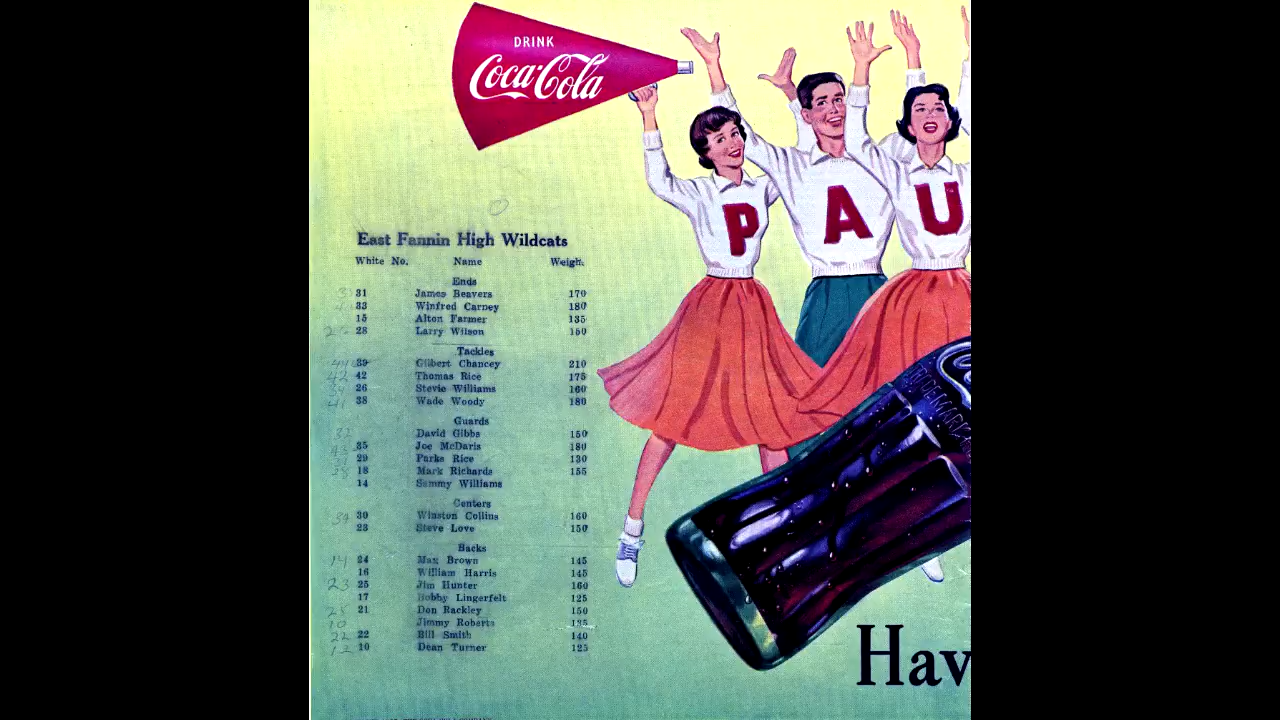 DRINK
Coca-Cola
P A U
East Fannin High Wildcats
White No. Name Weigh.
Ends
31 James Beavers 170
33 Winfred Carney 180
15 Alton Farmer 135
28 Larry Wilson 150
Tackles
39 Gilbert Chancey 210
42 Thomas Rice 175
26 Stevie Williams 160
38 Wade Woody 180
Guards
David Gibbs 150
35 Joe McDaris 180
29 Parks Rice 130
18 Mark Richards 155
14 Sammy Williams
Centers
30 Winston Collins 160
23 Steve Love 150
Backs
24 Max Brown 145
16 William Harris 145
25 Jim Hunter 160
17 Bobby Lingerfelt 125
21 Don Rackley 150
Jimmy Roberts 135
22 Bill Smith 140
10 Dean Turner 125
Hav